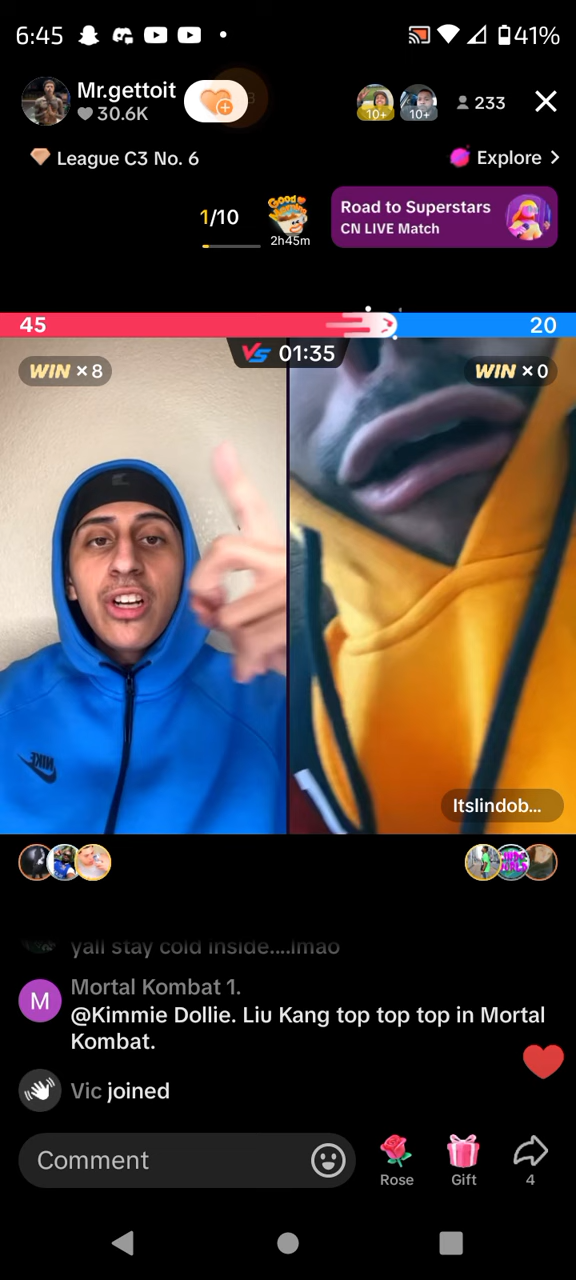 6:45
41%
Mr.gettoit
30.6K
10+
10+
233
League C3 No. 6
Explore
1/10
Good
2h45m
Road to Superstars
CN LIVE Match
45
20
VS 01:35
WIN ×8
WIN ×0
NIKE
Itslindob...
yall stay cold inside....lmao
Mortal Kombat 1.
M
@Kimmie Dollie. Liu Kang top top top in Mortal
Kombat.
Vic joined
Comment
Rose
Gift
4